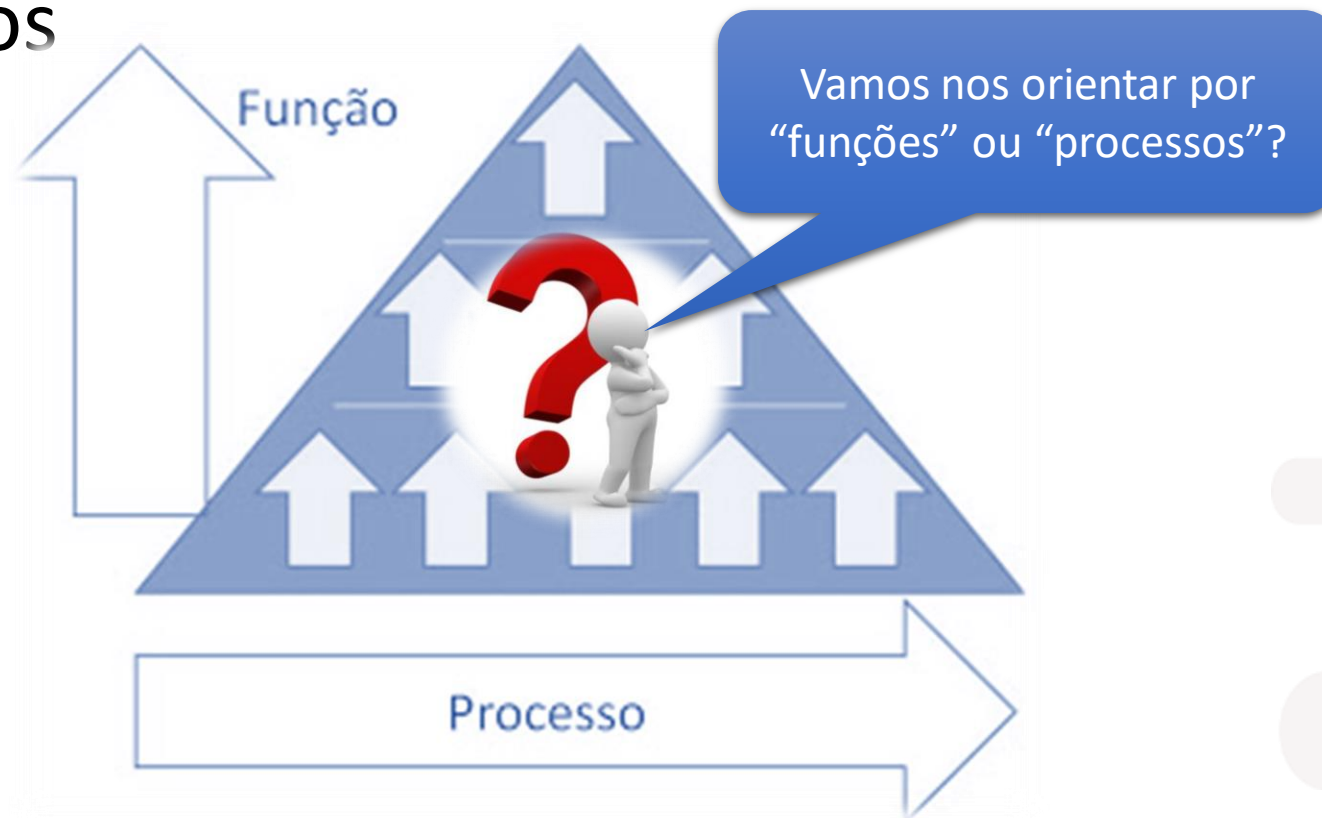 os
Função
Vamos nos orientar por
“funções” ou “processos”?
Processo